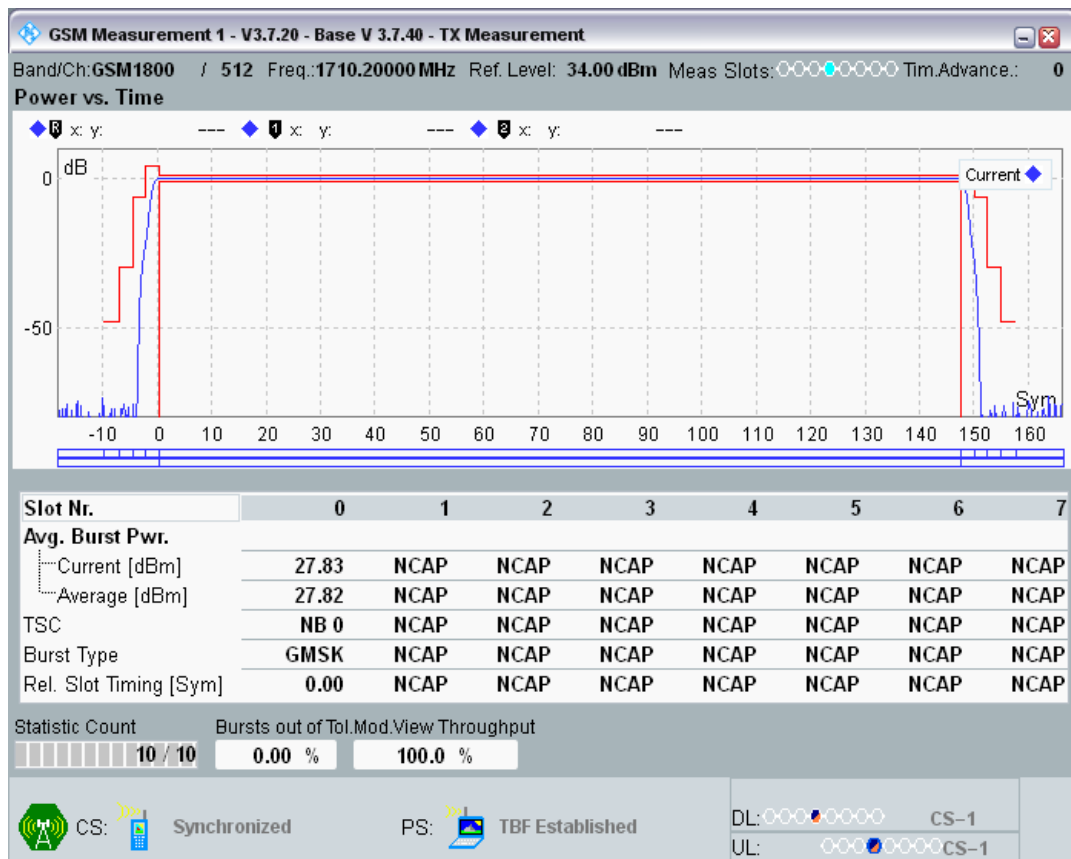 GSM Measurement 1 - V3.7.20 - Base V 3.7.40 - TX Measurement
Band/Ch:GSM1800 / 512 Freq.:1710.20000 MHz Ref. Level: 34.00 dBm Meas Slots: Tim.Advance.: 0
Power vs. Time
R x: y: --- 1 x: y: --- 2 x: y: ---
dB
Current
0
-50
Sym
-10 0 10 20 30 40 50 60 70 80 90 100 110 120 130 140 150 160
Slot Nr. 0 1 2 3 4 5 6 7
Avg. Burst Pwr.
Current [dBm] 27.83 NCAP NCAP NCAP NCAP NCAP NCAP NCAP
Average [dBm] 27.82 NCAP NCAP NCAP NCAP NCAP NCAP NCAP
TSC NB 0 NCAP NCAP NCAP NCAP NCAP NCAP NCAP
Burst Type GMSK NCAP NCAP NCAP NCAP NCAP NCAP NCAP
Rel. Slot Timing [Sym] 0.00 NCAP NCAP NCAP NCAP NCAP NCAP NCAP
Statistic Count Bursts out of Tol.Mod.View Throughput
10 / 10 0.00 % 100.0 %
CS: Synchronized PS: TBF Established
DL: CS-1
UL: CS-1